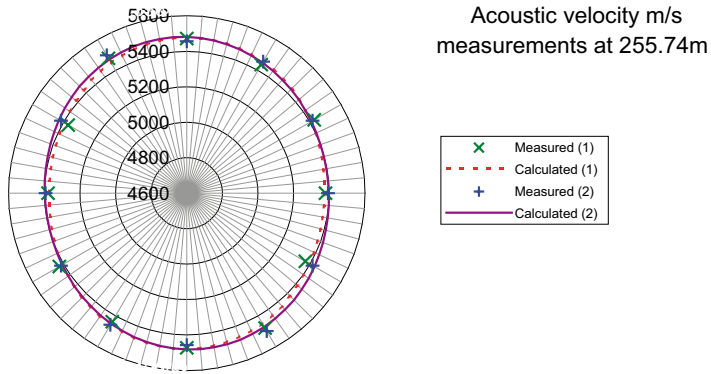 Acoustic velocity m/s
measurements at 255.74m
5600
5400
5200
5000
4800
4600
Measured (1)
Calculated (1)
Measured (2)
Calculated (2)